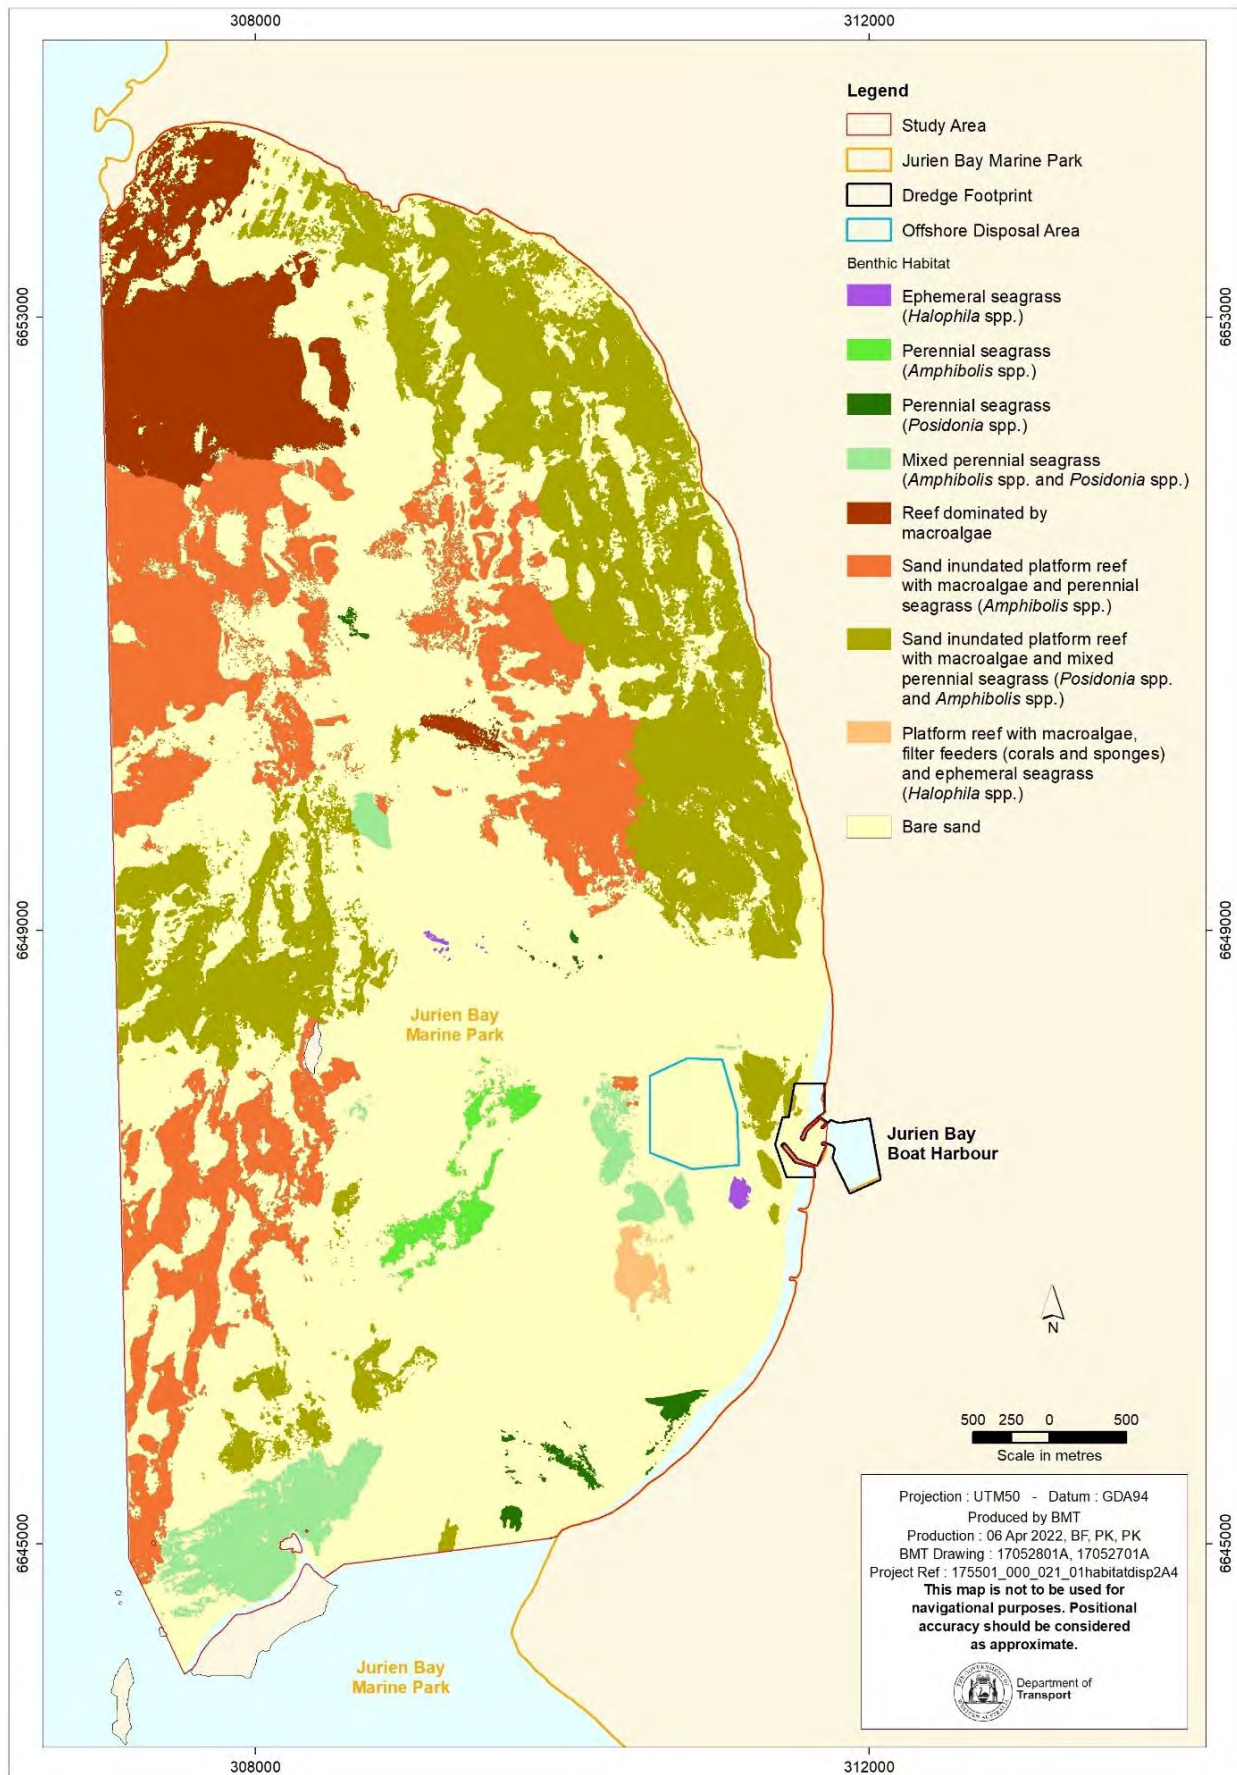 308000
312000
Legend
Study Area
Jurien Bay Marine Park
Dredge Footprint
Offshore Disposal Area
Benthic Habitat
Ephemeral seagrass
(Halophila spp.)
Perennial seagrass
(Amphibolis spp.)
Perennial seagrass
(Posidonia spp.)
Mixed perennial seagrass
(Amphibolis spp. and Posidonia spp.)
Reef dominated by
macroalgae
Sand inundated platform reef
with macroalgae and perennial
seagrass (Amphibolis spp.)
Sand inundated platform reef
with macroalgae and mixed
perennial seagrass (Posidonia spp.
and Amphibolis spp.)
Platform reef with macroalgae,
filter feeders (corals and sponges)
and ephemeral seagrass
(Halophila spp.)
Bare sand
6653000
6653000
6649000
6649000
Jurien Bay
Marine Park
Jurien Bay
Boat Harbour
N
500 250 0 500
Scale in metres
Projection : UTM50 - Datum : GDA94
Produced by BMT
Production : 06 Apr 2022, BF, PK, PK
BMT Drawing : 17052801A, 17052701A
Project Ref : 175501_000_021_01habitatdisp2A4
This map is not to be used for
navigational purposes. Positional
accuracy should be considered
as approximate.
Department of
Transport
6645000
6645000
Jurien Bay
Marine Park
308000
312000